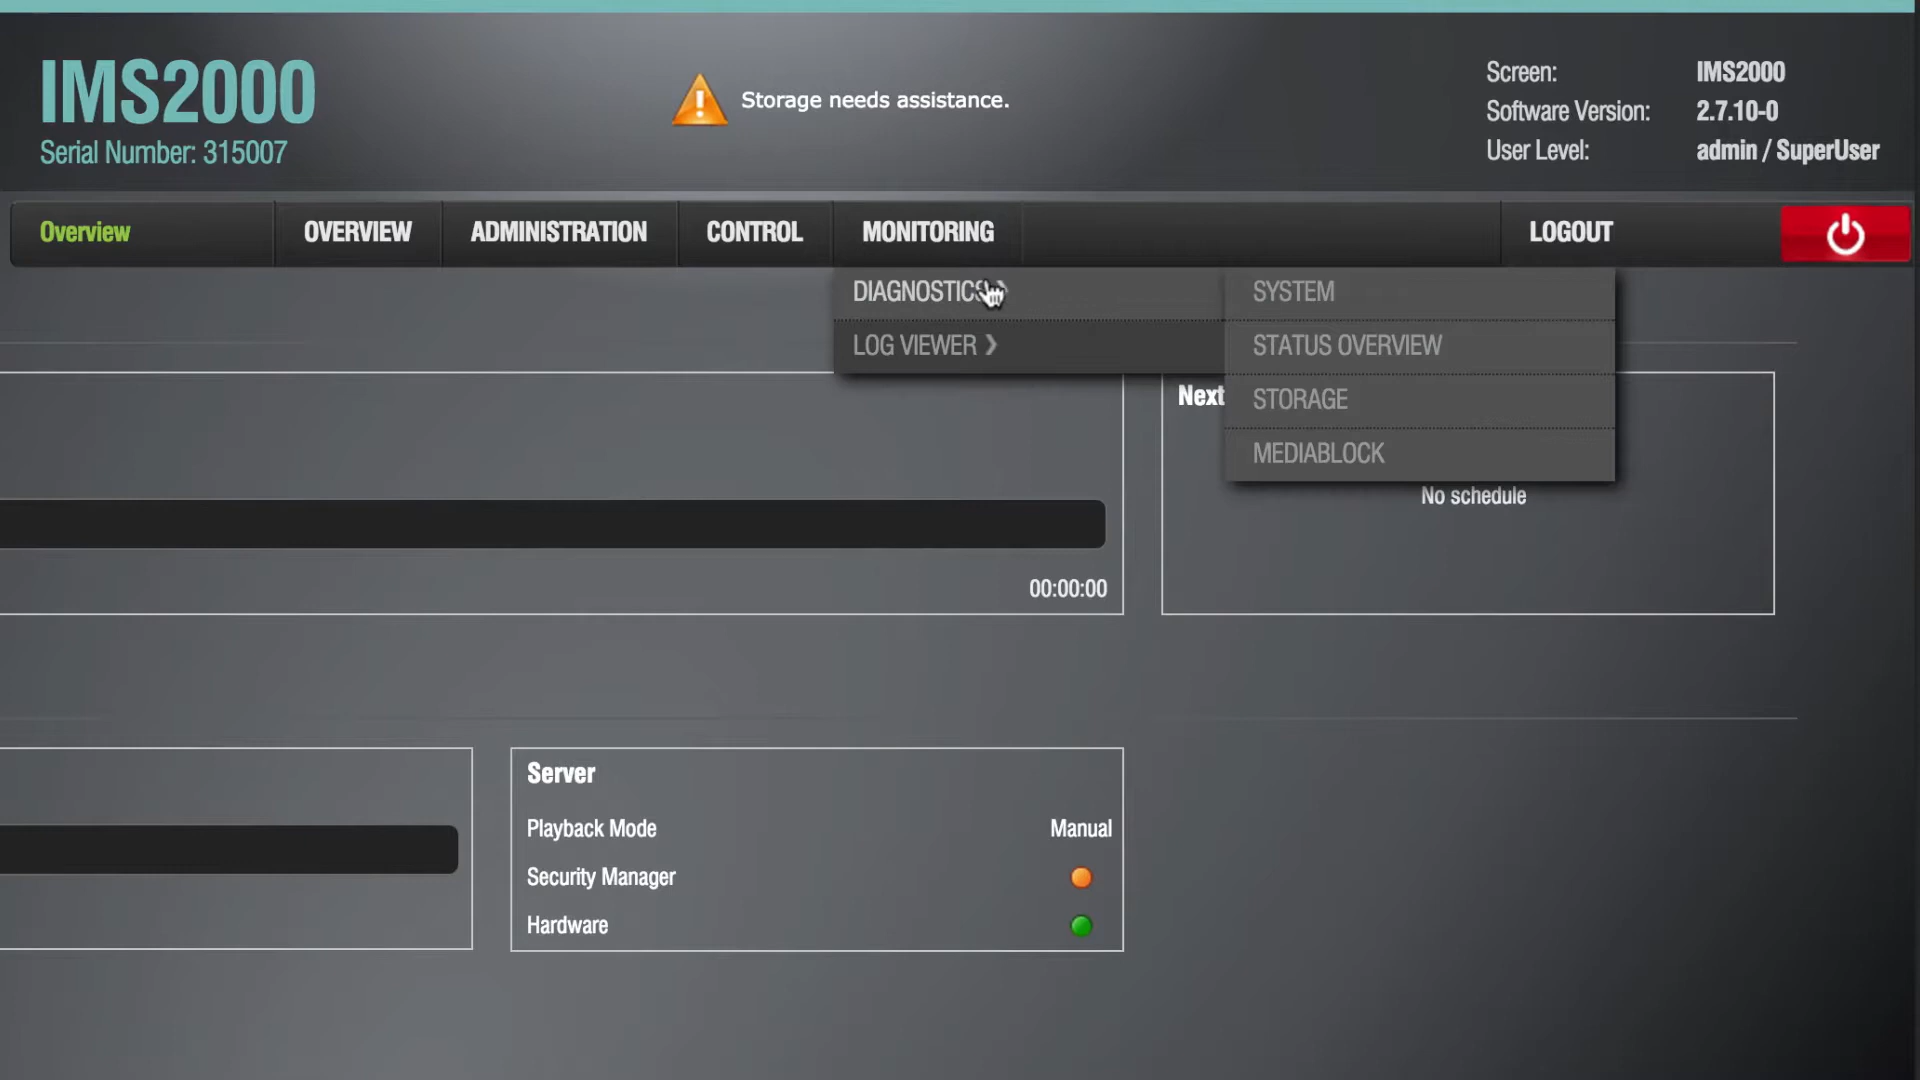 IMS2000
Serial Number: 315007
Storage needs assistance.
Screen: IMS2000
Software Version: 2.7.10-0
User Level: admin / SuperUser
Overview
OVERVIEW
ADMINISTRATION
CONTROL
MONITORING
LOGOUT
DIAGNOSTICS ❯
LOG VIEWER ❯
SYSTEM
STATUS OVERVIEW
STORAGE
MEDIABLOCK
Next
No schedule
00:00:00
Server
Playback Mode Manual
Security Manager
Hardware